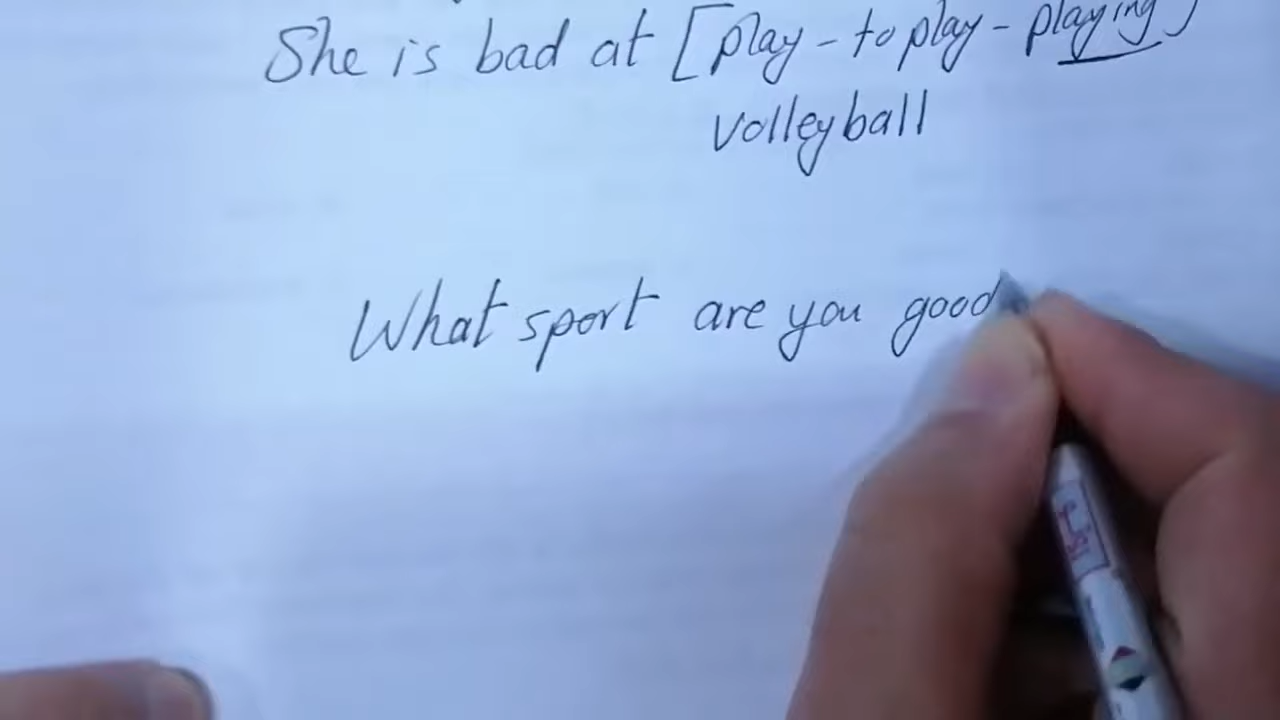 She is bad at [play - to play - playing]
volleyball
What sport are you good